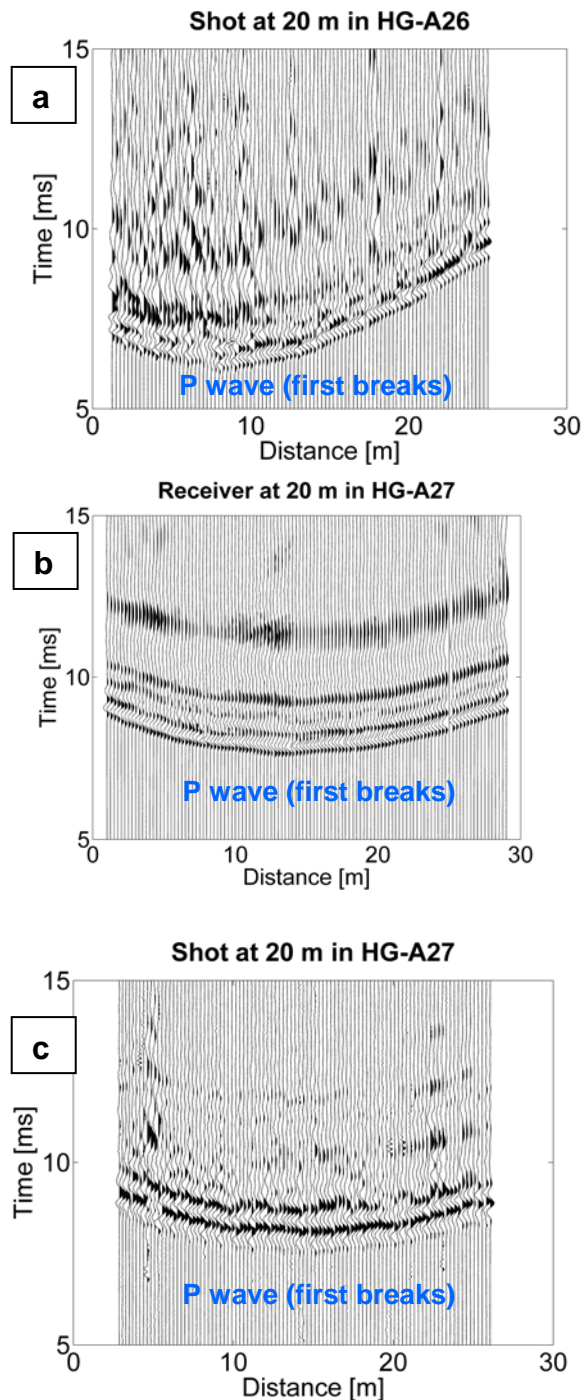 Shot at 20 m in HG-A26
a
15
10
5
Time [ms]
P wave (first breaks)
0
10
20
30
Distance [m]
Receiver at 20 m in HG-A27
b
15
10
5
Time [ms]
P wave (first breaks)
0
10
20
30
Distance [m]
Shot at 20 m in HG-A27
c
15
10
5
Time [ms]
P wave (first breaks)
0
10
20
30
Distance [m]